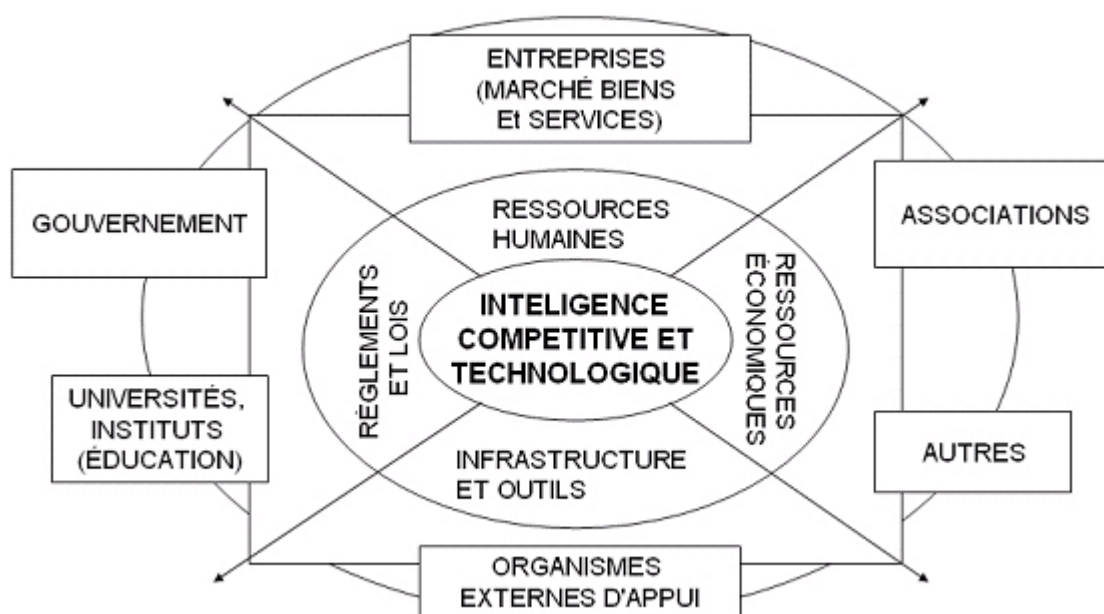 ENTREPRISES
(MARCHÉ BIENS
Et SERVICES)
GOUVERNEMENT
ASSOCIATIONS
RESSOURCES
HUMAINES
RÉGLEMENTS
ET LOIS
INTELIGENCE
COMPETITIVE ET
TECHNOLOGIQUE
RESSOURCES
ÉCONOMIQUES
UNIVERSITÉS,
INSTITUTS
(ÉDUCATION)
AUTRES
INFRASTRUCTURE
ET OUTILS
ORGANISMES
EXTERNES D'APPUI